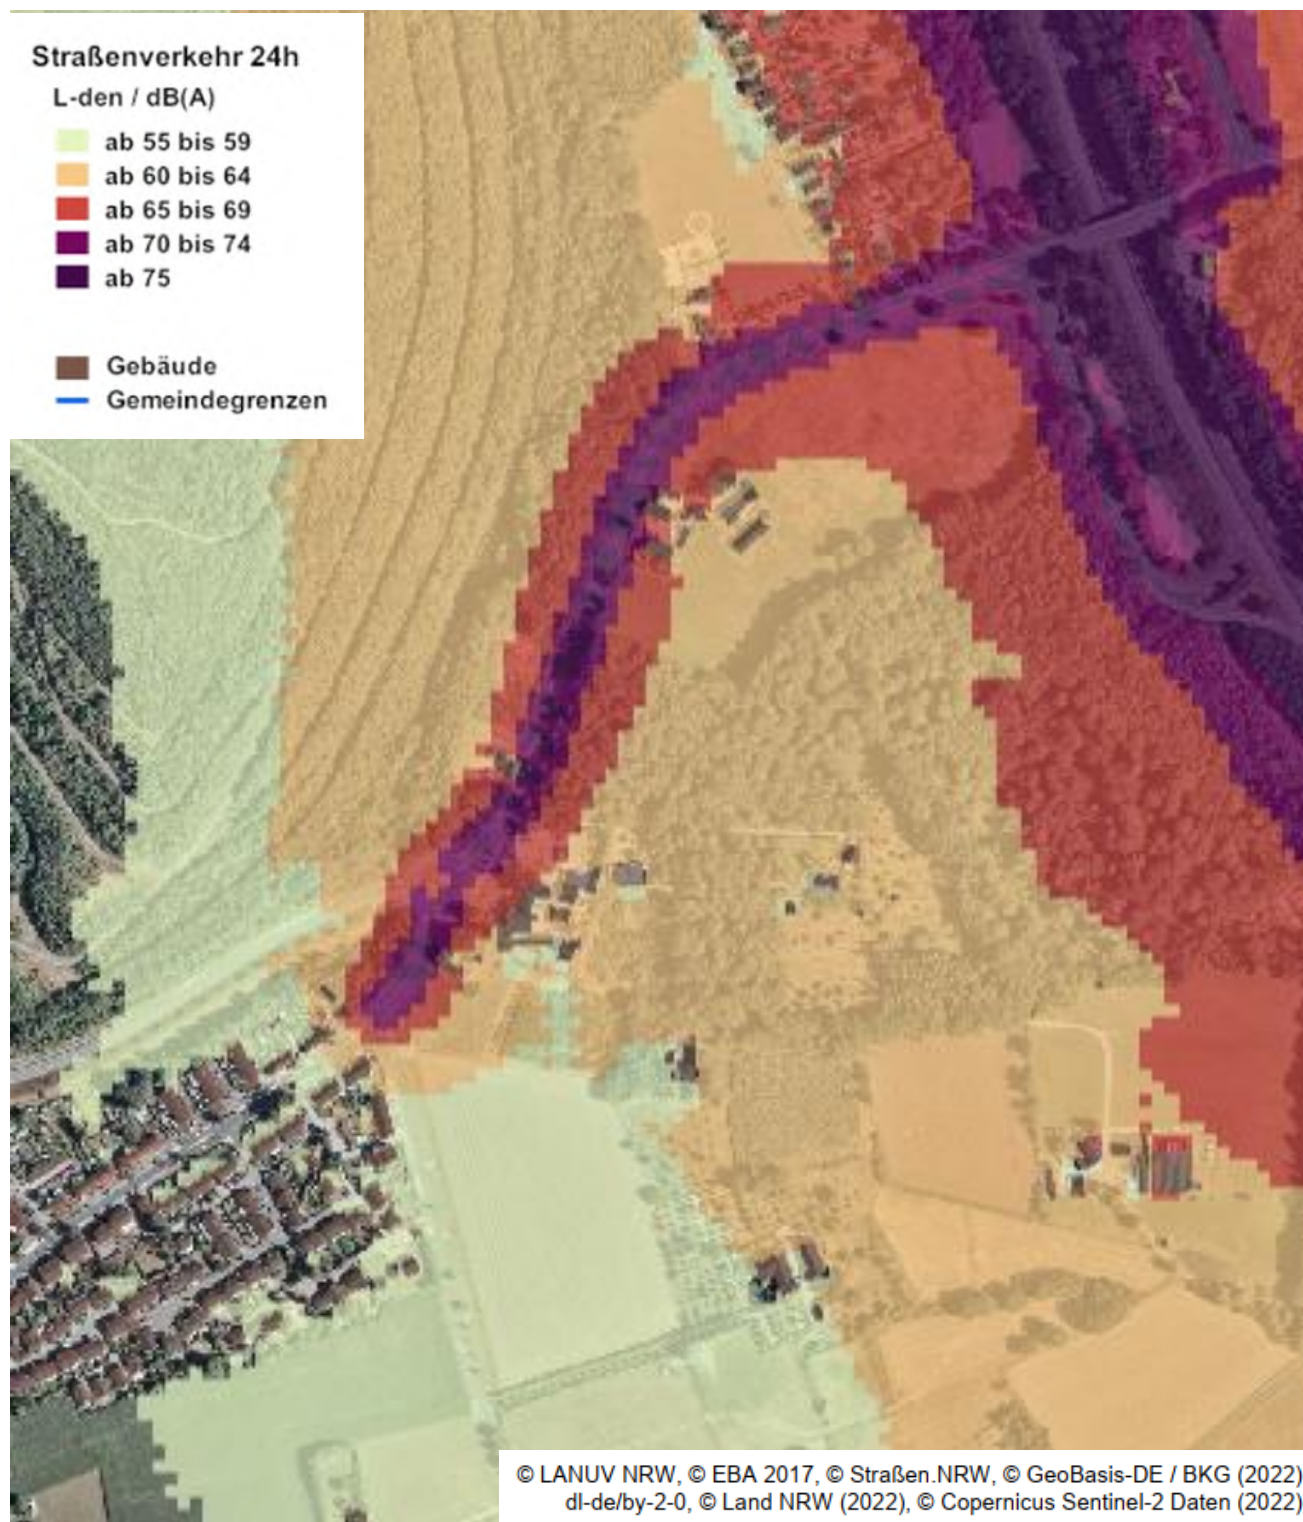 Straßenverkehr 24h
L-den / dB(A)
ab 55 bis 59
ab 60 bis 64
ab 65 bis 69
ab 70 bis 74
ab 75
Gebäude
Gemeindegrenzen
© LANUV NRW, © EBA 2017, © Straßen.NRW, © GeoBasis-DE / BKG (2022)
dl-de/by-2-0, © Land NRW (2022), © Copernicus Sentinel-2 Daten (2022)